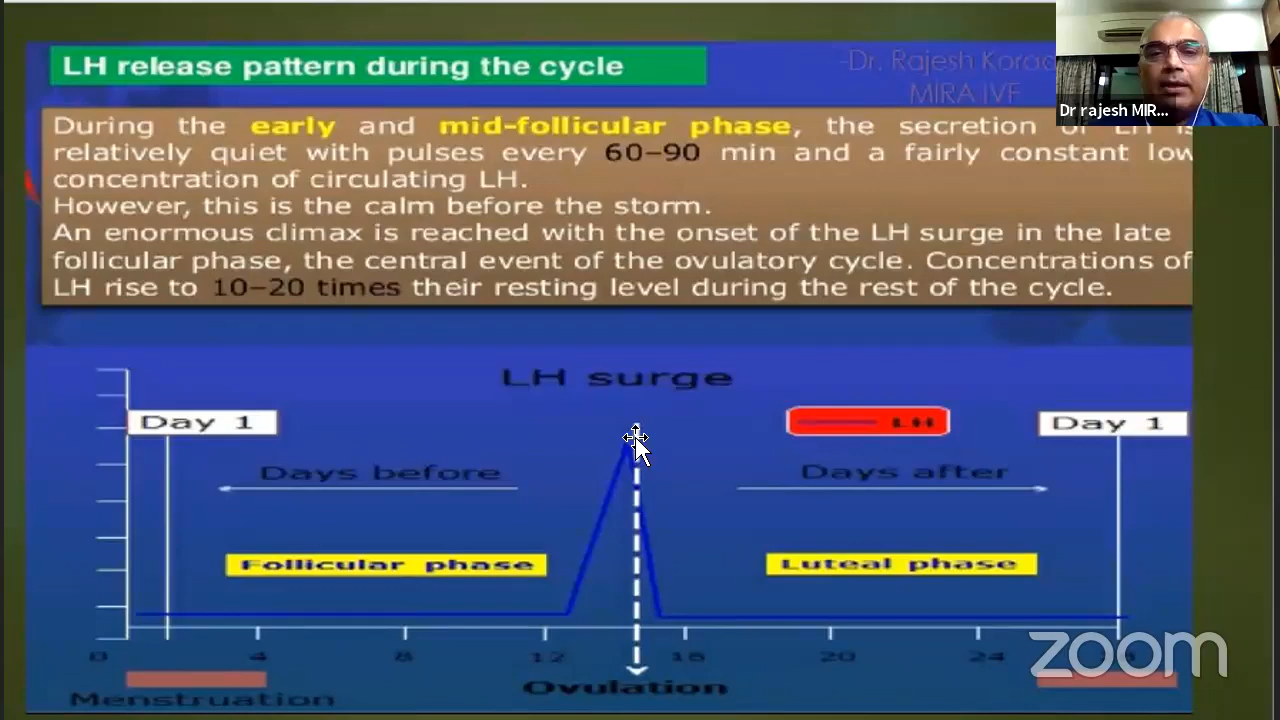 LH release pattern during the cycle
-Dr. Rajesh Korad
MIRA IVF
Dr rajesh MIR...
During the early and mid-follicular phase, the secretion of LH is
relatively quiet with pulses every 60–90 min and a fairly constant low
concentration of circulating LH.
However, this is the calm before the storm.
An enormous climax is reached with the onset of the LH surge in the late
follicular phase, the central event of the ovulatory cycle. Concentrations of
LH rise to 10–20 times their resting level during the rest of the cycle.
LH surge
Day 1
LH
Day 1
Days before
Days after
Follicular phase
Luteal phase
0 4 8 12 16 20 24
zoom
Menstruation
Ovulation